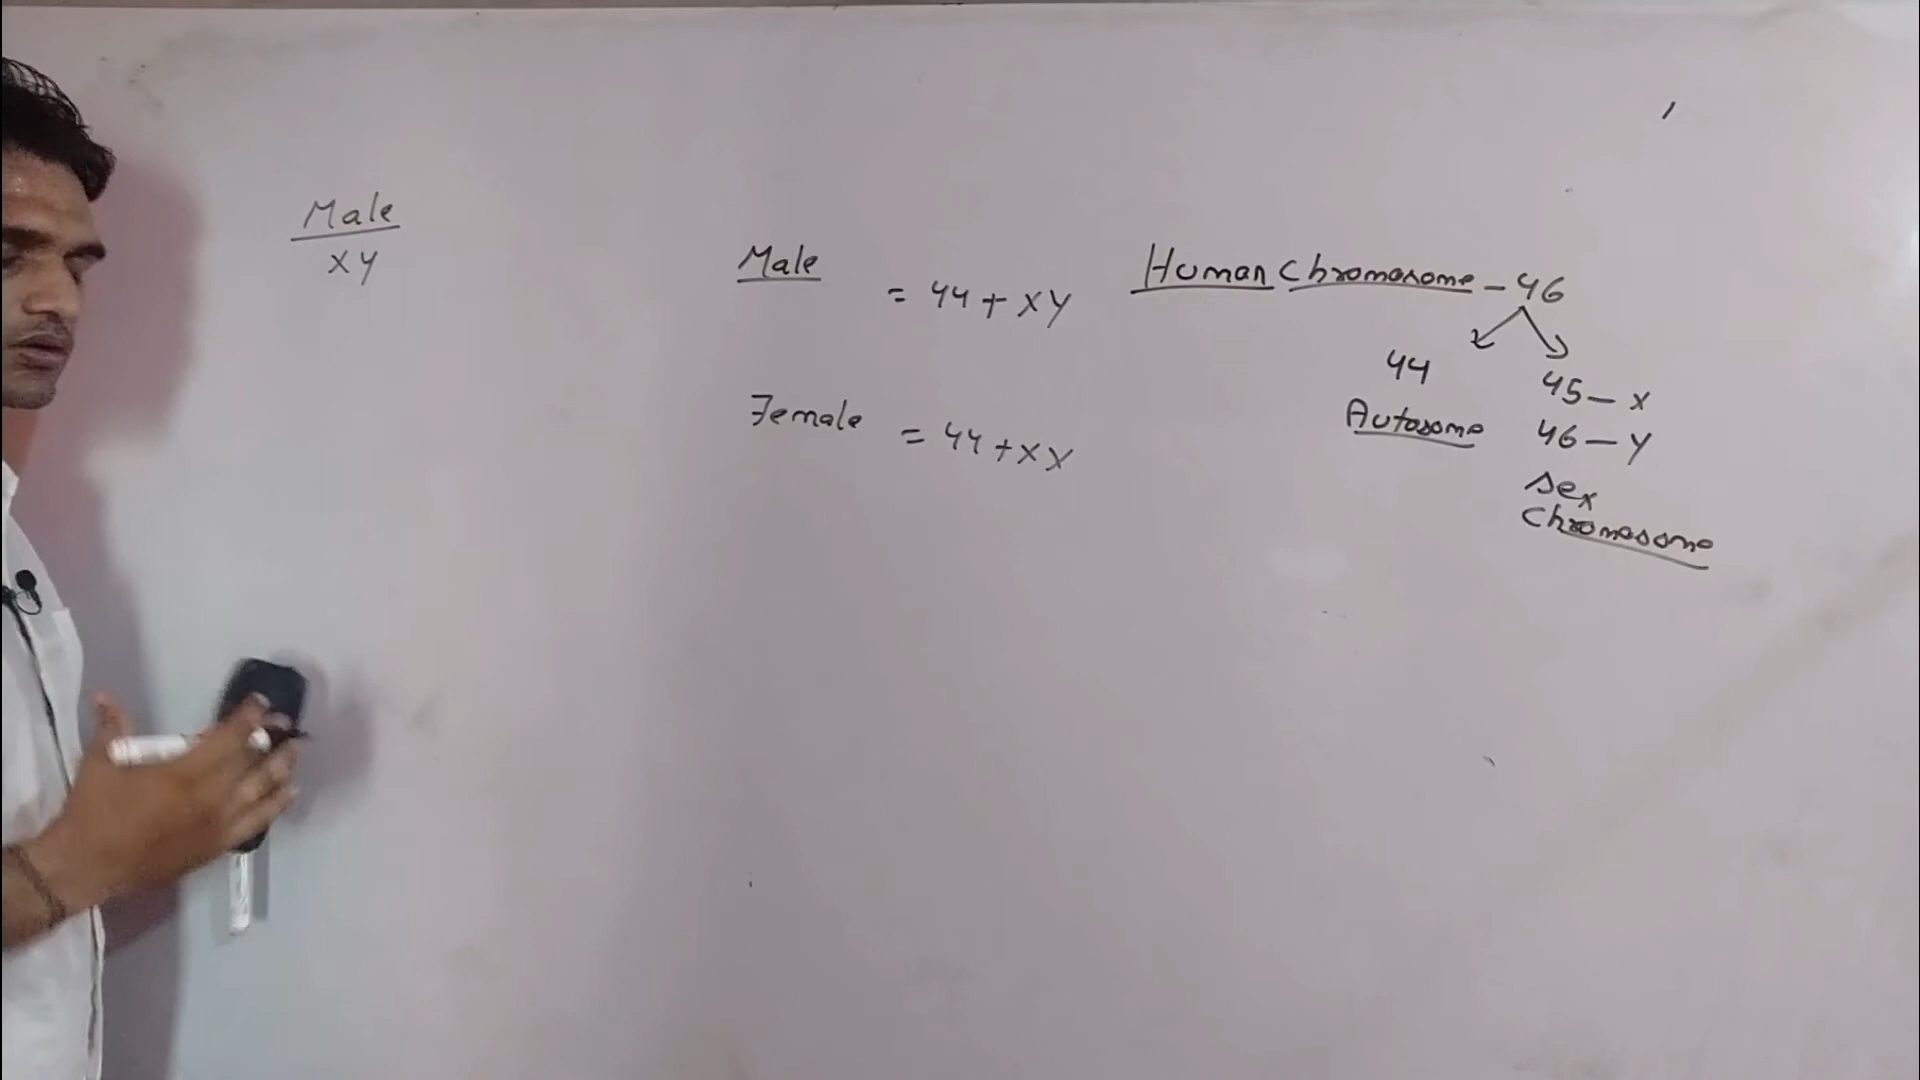 Male
XY
Male
= 44 + XY
Female = 44 + XX
Human Chromosome - 46
44
Autosome
45 - X
46 - Y
Sex
Chromosome